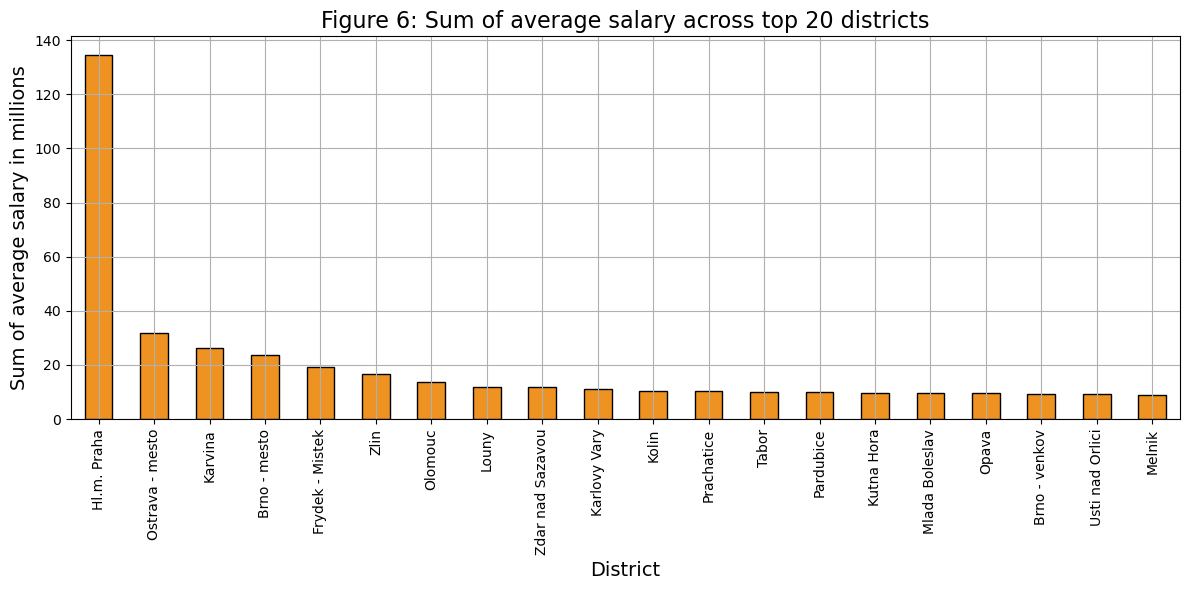 Figure 6: Sum of average salary across top 20 districts
Sum of average salary in millions
140
120
100
80
60
40
20
0
Hl.m. Praha
Ostrava - mesto
Karvina
Brno - mesto
Frydek - Mistek
Zlin
Olomouc
Louny
Zdar nad Sazavou
Karlovy Vary
Kolin
Prachatice
Tabor
Pardubice
Kutna Hora
Mlada Boleslav
Opava
Brno - venkov
Usti nad Orlici
Melnik
District